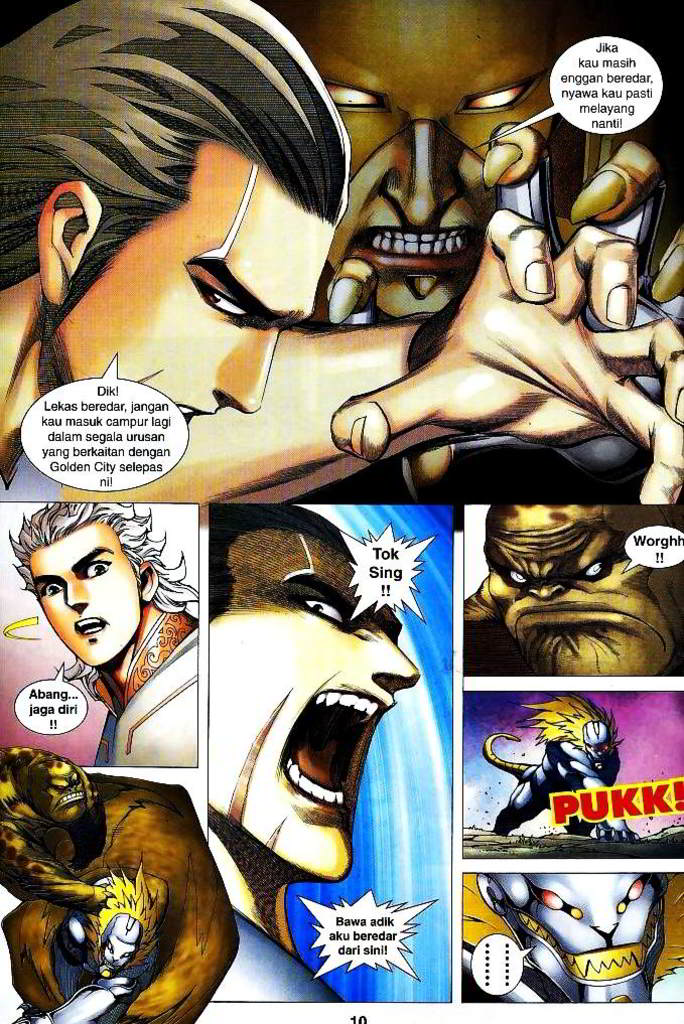 Jika
kau masih
enggan beredar,
nyawa kau pasti
melayang
nanti!
Dik!
Lekas beredar, jangan
kau masuk campur lagi
dalam segala urusan
yang berkaitan dengan
Golden City selepas
ni!
Abang...
jaga diri
!!
Tok
Sing
!!
Bawa adik
aku beredar
dari sini!
Worghh
!!
PUKK!
10